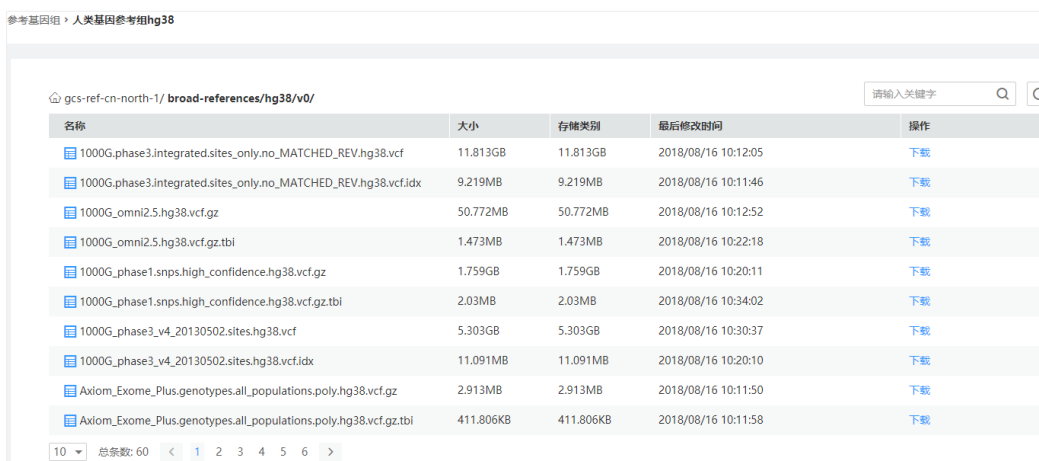 参考基因组 › 人类基因参考组hg38
gcs-ref-cn-north-1/ broad-references/hg38/v0/
请输入关键字
名称 大小 存储类别 最后修改时间 操作
1000G.phase3.integrated.sites_only.no_MATCHED_REV.hg38.vcf 11.813GB 11.813GB 2018/08/16 10:12:05 下载
1000G.phase3.integrated.sites_only.no_MATCHED_REV.hg38.vcf.idx 9.219MB 9.219MB 2018/08/16 10:11:46 下载
1000G_omni2.5.hg38.vcf.gz 50.772MB 50.772MB 2018/08/16 10:12:52 下载
1000G_omni2.5.hg38.vcf.gz.tbi 1.473MB 1.473MB 2018/08/16 10:22:18 下载
1000G_phase1.snps.high_confidence.hg38.vcf.gz 1.759GB 1.759GB 2018/08/16 10:20:11 下载
1000G_phase1.snps.high_confidence.hg38.vcf.gz.tbi 2.03MB 2.03MB 2018/08/16 10:34:02 下载
1000G_phase3_v4_20130502.sites.hg38.vcf 5.303GB 5.303GB 2018/08/16 10:30:37 下载
1000G_phase3_v4_20130502.sites.hg38.vcf.idx 11.091MB 11.091MB 2018/08/16 10:20:10 下载
Axiom_Exome_Plus.genotypes.all_populations.poly.hg38.vcf.gz 2.913MB 2.913MB 2018/08/16 10:11:50 下载
Axiom_Exome_Plus.genotypes.all_populations.poly.hg38.vcf.gz.tbi 411.806KB 411.806KB 2018/08/16 10:11:58 下载
10 总条数: 60 < 1 2 3 4 5 6 >